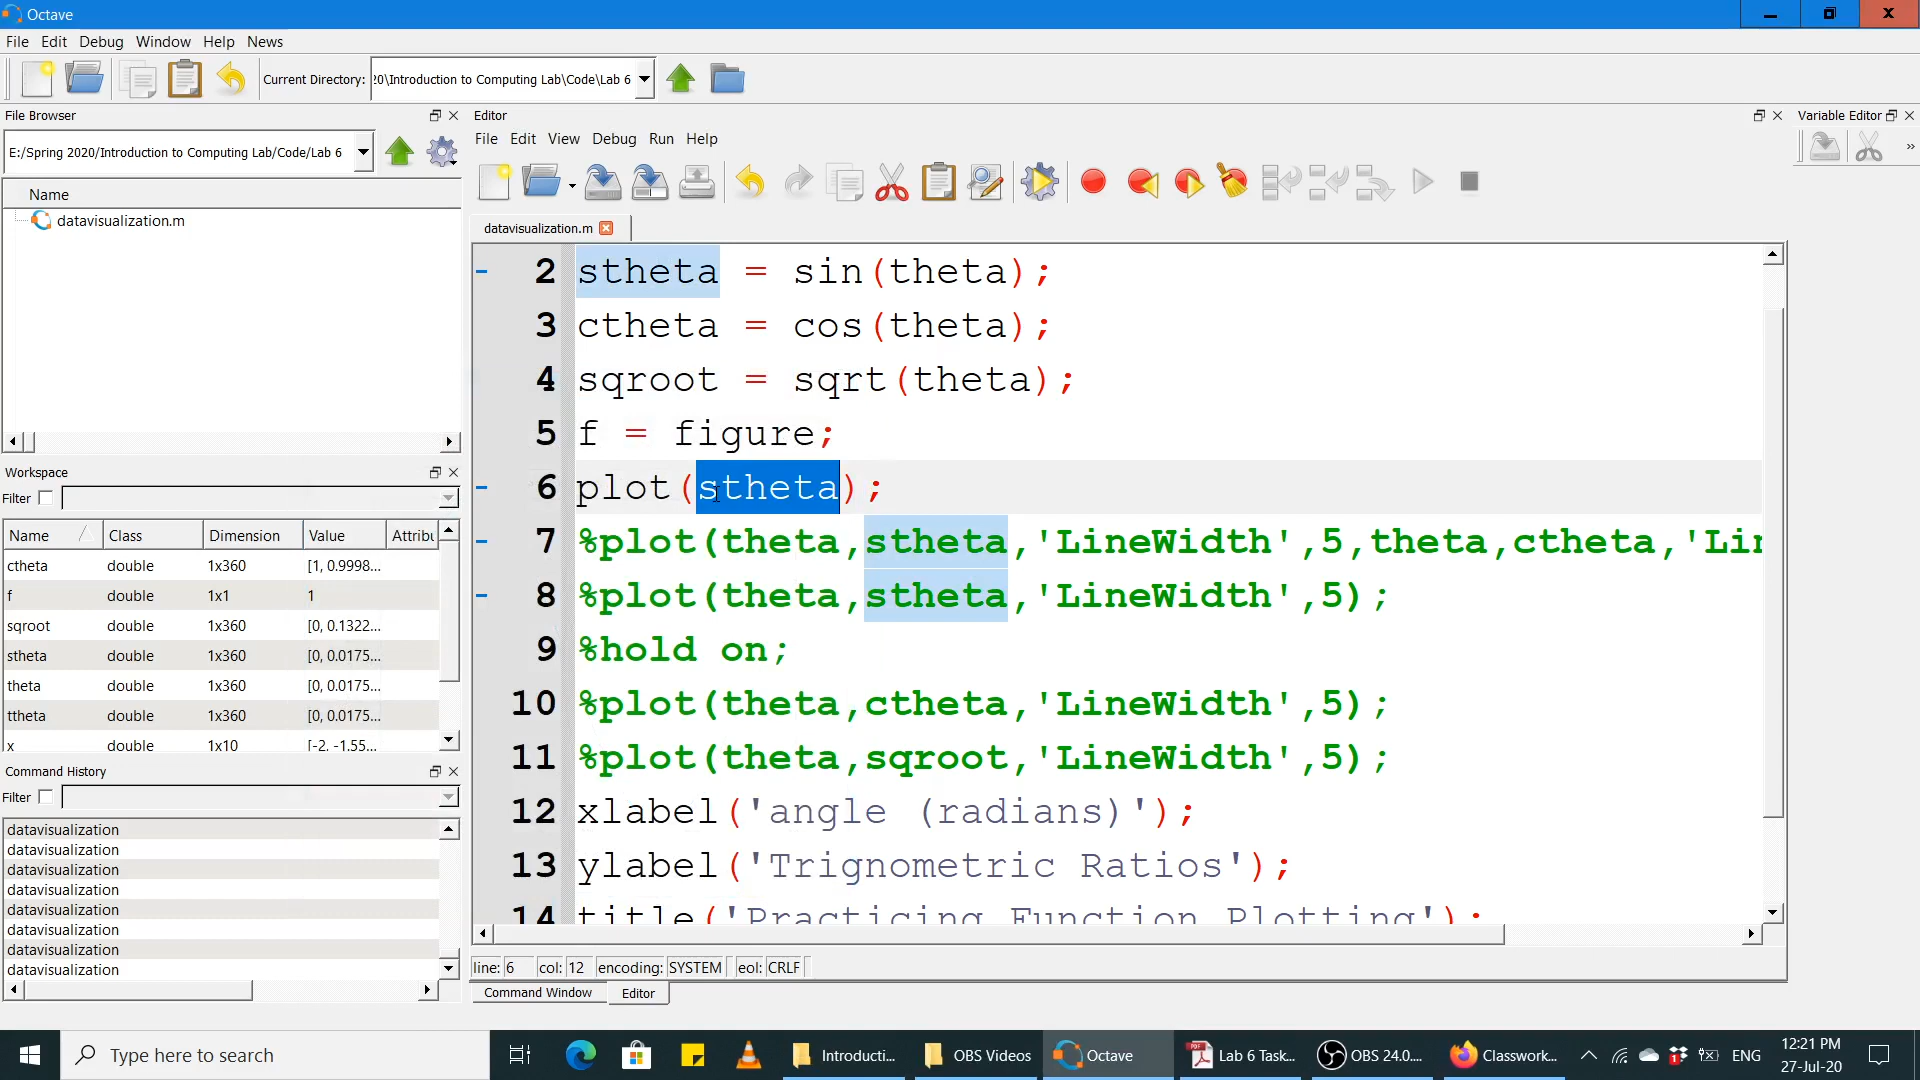 Octave
File Edit Debug Window Help News
Current Directory: 20\Introduction to Computing Lab\Code\Lab 6
File Browser
E:/Spring 2020/Introduction to Computing Lab/Code/Lab 6
Name
datavisualization.m
Workspace
Filter
Name Class Dimension Value Attribu
ctheta double 1x360 [1, 0.9998...
f double 1x1 1
sqroot double 1x360 [0, 0.1322...
stheta double 1x360 [0, 0.0175...
theta double 1x360 [0, 0.0175...
ttheta double 1x360 [0, 0.0175...
x double 1x10 [-2, -1.55...
Command History
Filter
datavisualization
datavisualization
datavisualization
datavisualization
datavisualization
datavisualization
datavisualization
datavisualization
Editor
File Edit View Debug Run Help
datavisualization.m
2 stheta = sin(theta);
3 ctheta = cos(theta);
4 sqroot = sqrt(theta);
5 f = figure;
6 plot(stheta);
7 %plot(theta,stheta,'LineWidth',5,theta,ctheta,'Lin
8 %plot(theta,stheta,'LineWidth',5);
9 %hold on;
10 %plot(theta,ctheta,'LineWidth',5);
11 %plot(theta,sqroot,'LineWidth',5);
12 xlabel('angle (radians)');
13 ylabel('Trignometric Ratios');
14 title('Practicing Function Plotting');
line: 6 col: 12 encoding: SYSTEM eol: CRLF
Command Window Editor
Variable Editor
»
Type here to search
Introducti...
OBS Videos
Octave
Lab 6 Task...
OBS 24.0....
Classwork...
ENG
12:21 PM
27-Jul-20